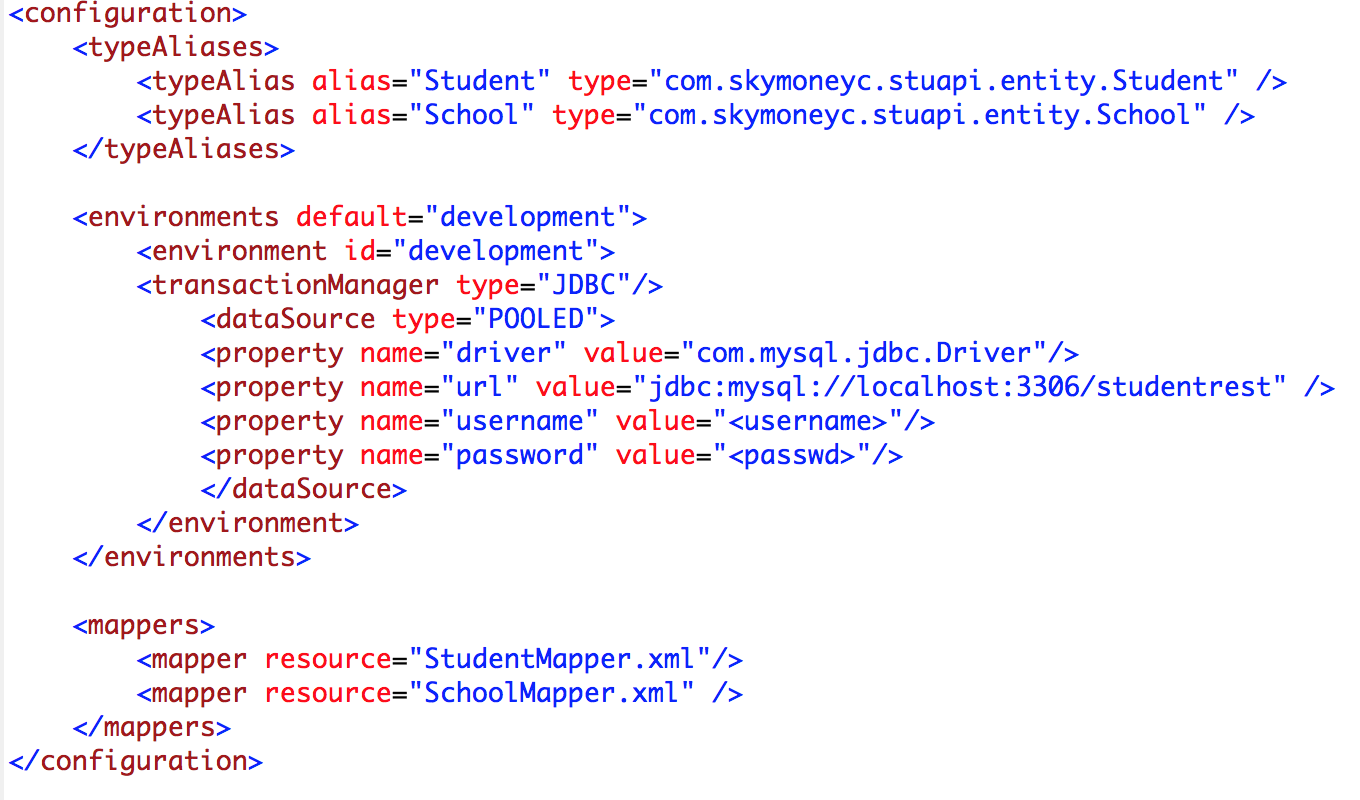 <configuration>
    <typeAliases>
        <typeAlias alias="Student" type="com.skymoneyc.stuapi.entity.Student" />
        <typeAlias alias="School" type="com.skymoneyc.stuapi.entity.School" />
    </typeAliases>

    <environments default="development">
        <environment id="development">
        <transactionManager type="JDBC"/>
            <dataSource type="POOLED">
            <property name="driver" value="com.mysql.jdbc.Driver"/>
            <property name="url" value="jdbc:mysql://localhost:3306/studentrest" />
            <property name="username" value="<username>"/>
            <property name="password" value="<passwd>"/>
            </dataSource>
        </environment>
    </environments>

    <mappers>
        <mapper resource="StudentMapper.xml"/>
        <mapper resource="SchoolMapper.xml" />
    </mappers>
</configuration>